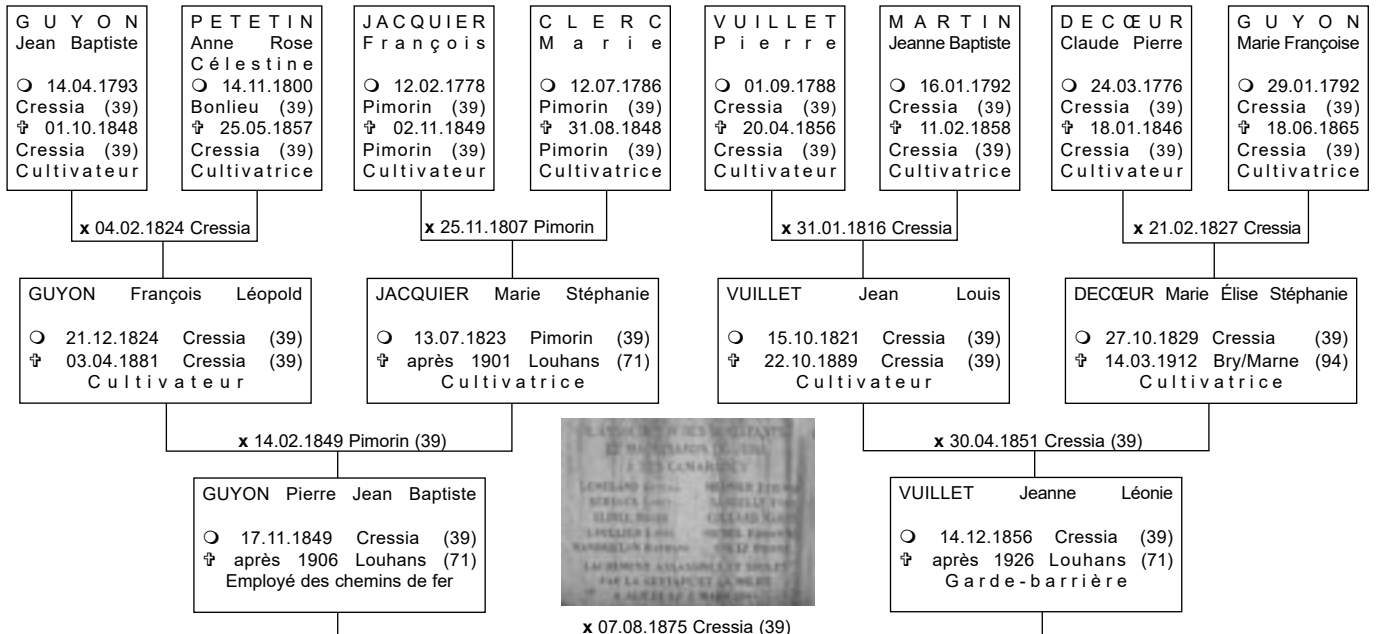 GUYON
Jean Baptiste
❍ 14.04.1793
Cressia (39)
✞ 01.10.1848
Cressia (39)
Cultivateur
PETETIN
Anne Rose
Célestine
❍ 14.11.1800
Bonlieu (39)
✞ 25.05.1857
Cressia (39)
Cultivatrice
JACQUIER
François
❍ 12.02.1778
Pimorin (39)
✞ 02.11.1849
Pimorin (39)
Cultivateur
CLERC
Marie
❍ 12.07.1786
Pimorin (39)
✞ 31.08.1848
Pimorin (39)
Cultivatrice
VUILLET
Pierre
❍ 01.09.1788
Cressia (39)
✞ 20.04.1856
Cressia (39)
Cultivateur
MARTIN
Jeanne Baptiste
❍ 16.01.1792
Cressia (39)
✞ 11.02.1858
Cressia (39)
Cultivatrice
DECŒUR
Claude Pierre
❍ 24.03.1776
Cressia (39)
✞ 18.01.1846
Cressia (39)
Cultivateur
GUYON
Marie Françoise
❍ 29.01.1792
Cressia (39)
✞ 18.06.1865
Cressia (39)
Cultivatrice
x 04.02.1824 Cressia
x 25.11.1807 Pimorin
x 31.01.1816 Cressia
x 21.02.1827 Cressia
GUYON François Léopold
❍ 21.12.1824 Cressia (39)
✞ 03.04.1881 Cressia (39)
Cultivateur
JACQUIER Marie Stéphanie
❍ 13.07.1823 Pimorin (39)
✞ après 1901 Louhans (71)
Cultivatrice
VUILLET Jean Louis
❍ 15.10.1821 Cressia (39)
✞ 22.10.1889 Cressia (39)
Cultivateur
DECŒUR Marie Élise Stéphanie
❍ 27.10.1829 Cressia (39)
✞ 14.03.1912 Bry/Marne (94)
Cultivatrice
x 14.02.1849 Pimorin (39)
x 30.04.1851 Cressia (39)
GUYON Pierre Jean Baptiste
❍ 17.11.1849 Cressia (39)
✞ après 1906 Louhans (71)
Employé des chemins de fer
VUILLET Jeanne Léonie
❍ 14.12.1856 Cressia (39)
✞ après 1926 Louhans (71)
Garde-barrière
x 07.08.1875 Cressia (39)